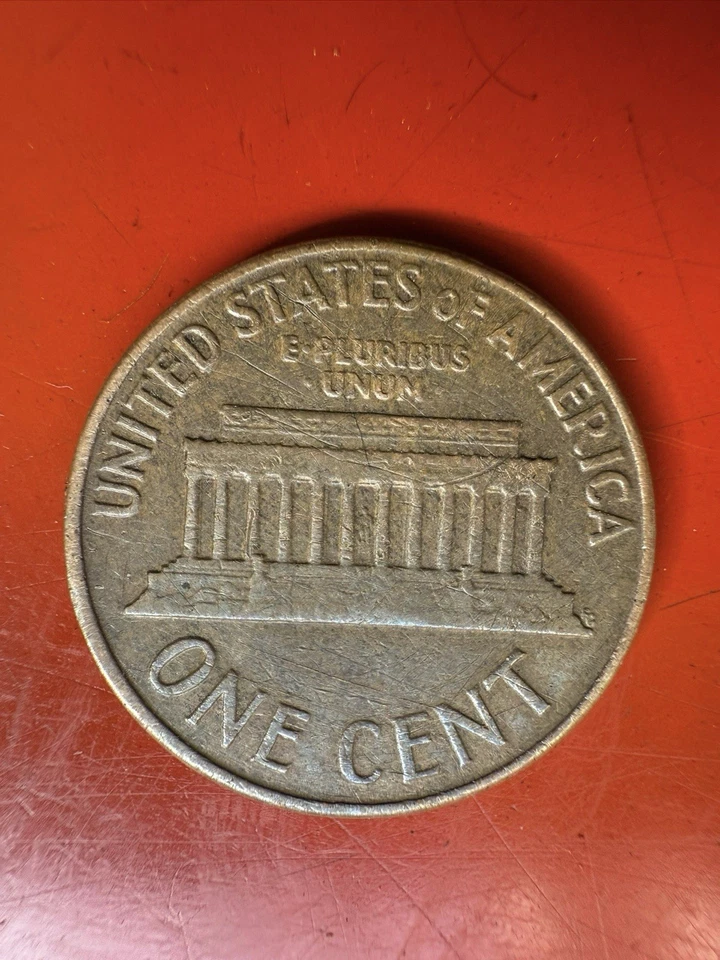 UNITED STATES OF AMERICA
E·PLURIBUS
·UNUM·
ONE CENT